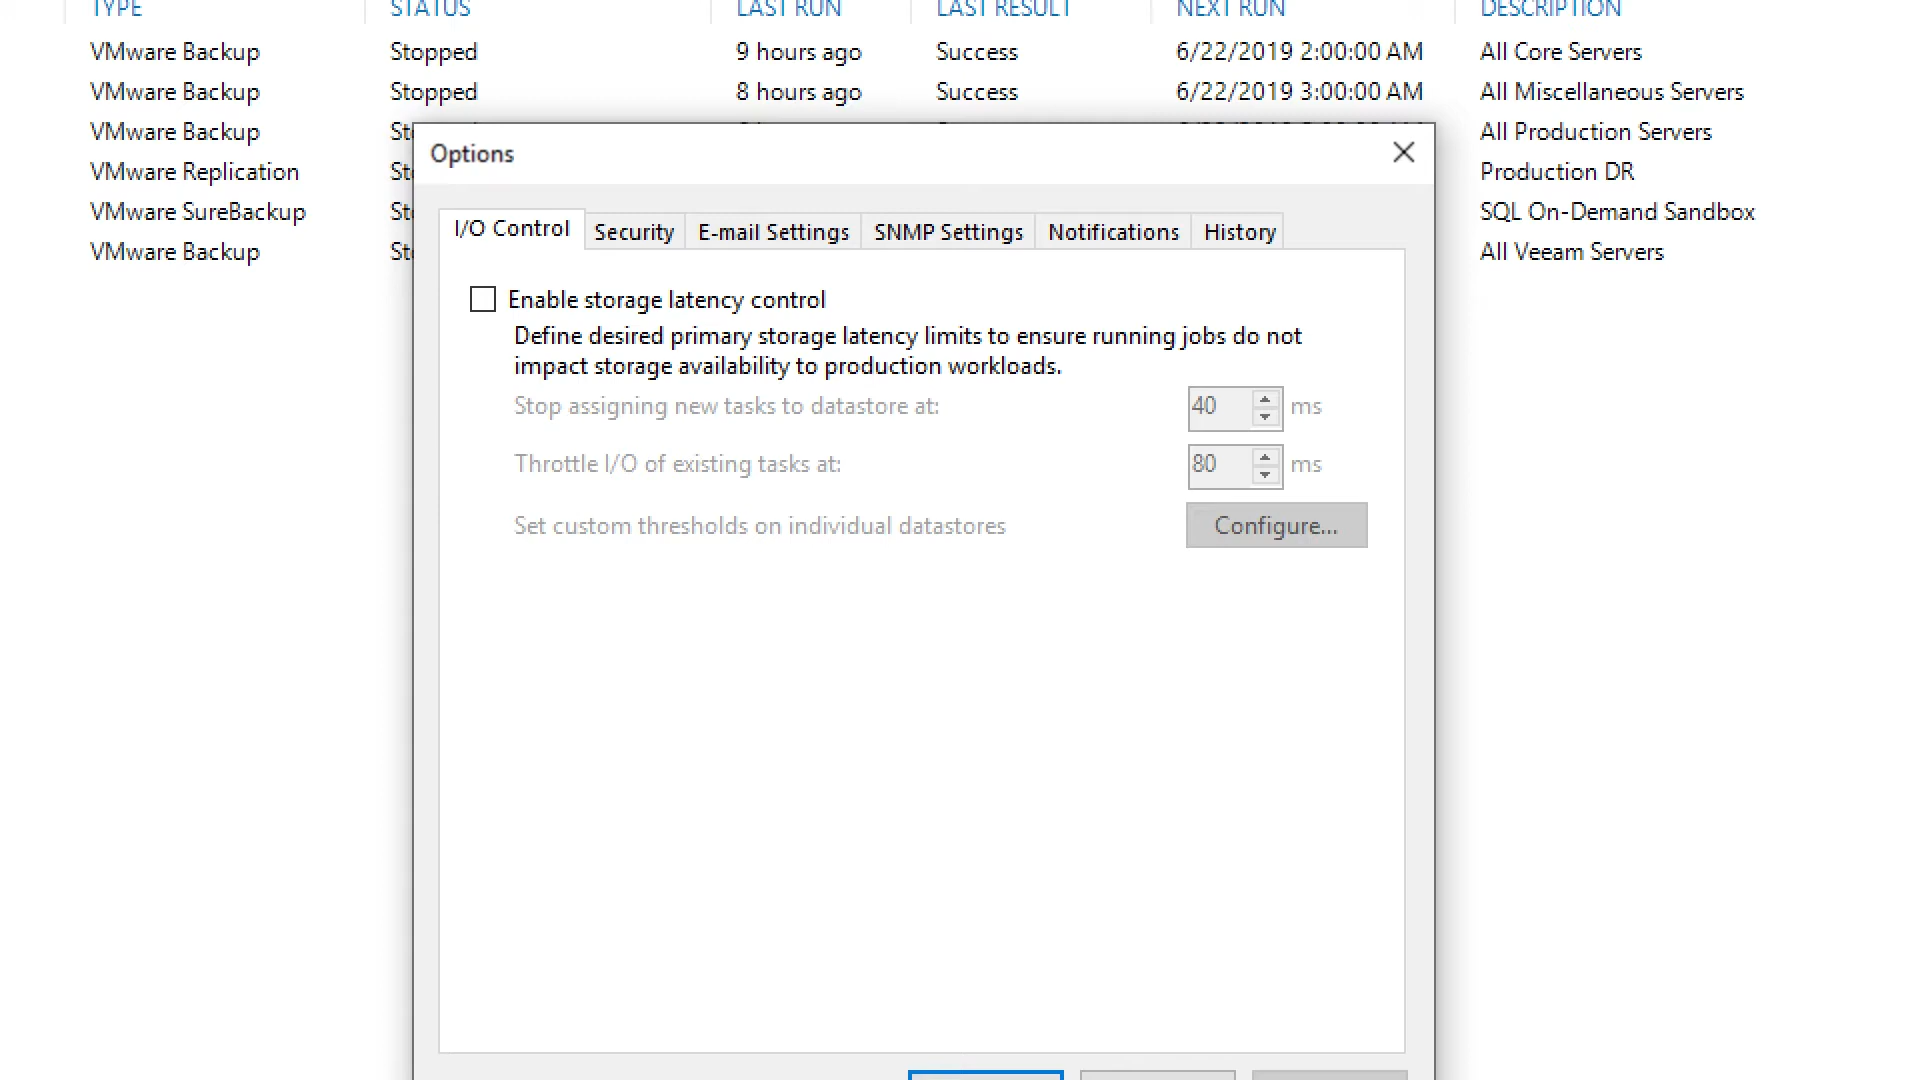 TYPE STATUS LAST RUN LAST RESULT NEXT RUN DESCRIPTION
VMware Backup Stopped 9 hours ago Success 6/22/2019 2:00:00 AM All Core Servers
VMware Backup Stopped 8 hours ago Success 6/22/2019 3:00:00 AM All Miscellaneous Servers
VMware Backup All Production Servers
VMware Replication Production DR
VMware SureBackup SQL On-Demand Sandbox
VMware Backup All Veeam Servers
Options
I/O Control Security E-mail Settings SNMP Settings Notifications History
Enable storage latency control
Define desired primary storage latency limits to ensure running jobs do not
impact storage availability to production workloads.
Stop assigning new tasks to datastore at: 40 ms
Throttle I/O of existing tasks at: 80 ms
Set custom thresholds on individual datastores Configure...